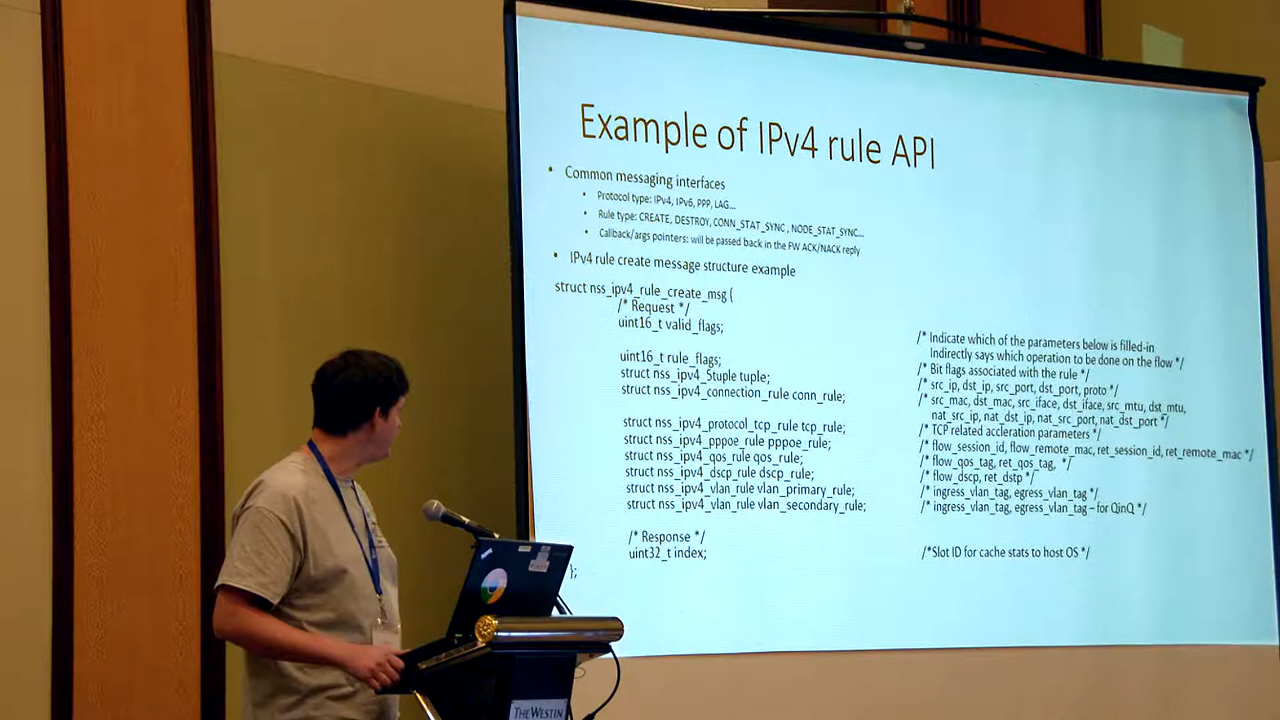 Example of IPv4 rule API
• Common messaging interfaces
• Protocol type: IPv4, IPv6, PPP, LAG...
• Rule type: CREATE, DESTROY, CONN_STAT_SYNC , NODE_STAT_SYNC...
• Callback/args pointers: will be passed back in the FW ACK/NACK reply
• IPv4 rule create message structure example
struct nss_ipv4_rule_create_msg {
/* Request */
uint16_t valid_flags; /* Indicate which of the parameters below is filled-in
Indirectly says which operation to be done on the flow */
uint16_t rule_flags; /* Bit flags associated with the rule */
struct nss_ipv4_5tuple tuple; /* src_ip, dst_ip, src_port, dst_port, proto */
struct nss_ipv4_connection_rule conn_rule; /* src_mac, dst_mac, src_iface, dst_iface, src_mtu, dst_mtu,
nat_src_ip, nat_dst_ip, nat_src_port, nat_dst_port */
struct nss_ipv4_protocol_tcp_rule tcp_rule; /* TCP related accleration parameters */
struct nss_ipv4_pppoe_rule pppoe_rule; /* flow_session_id, flow_remote_mac, ret_session_id, ret_remote_mac */
struct nss_ipv4_qos_rule qos_rule; /* flow_qos_tag, ret_qos_tag, */
struct nss_ipv4_dscp_rule dscp_rule; /* flow_dscp, ret_dstp */
struct nss_ipv4_vlan_rule vlan_primary_rule; /* ingress_vlan_tag, egress_vlan_tag */
struct nss_ipv4_vlan_rule vlan_secondary_rule; /* ingress_vlan_tag, egress_vlan_tag – for QinQ */
/* Response */
uint32_t index; /*Slot ID for cache stats to host OS */
};
THE WESTIN